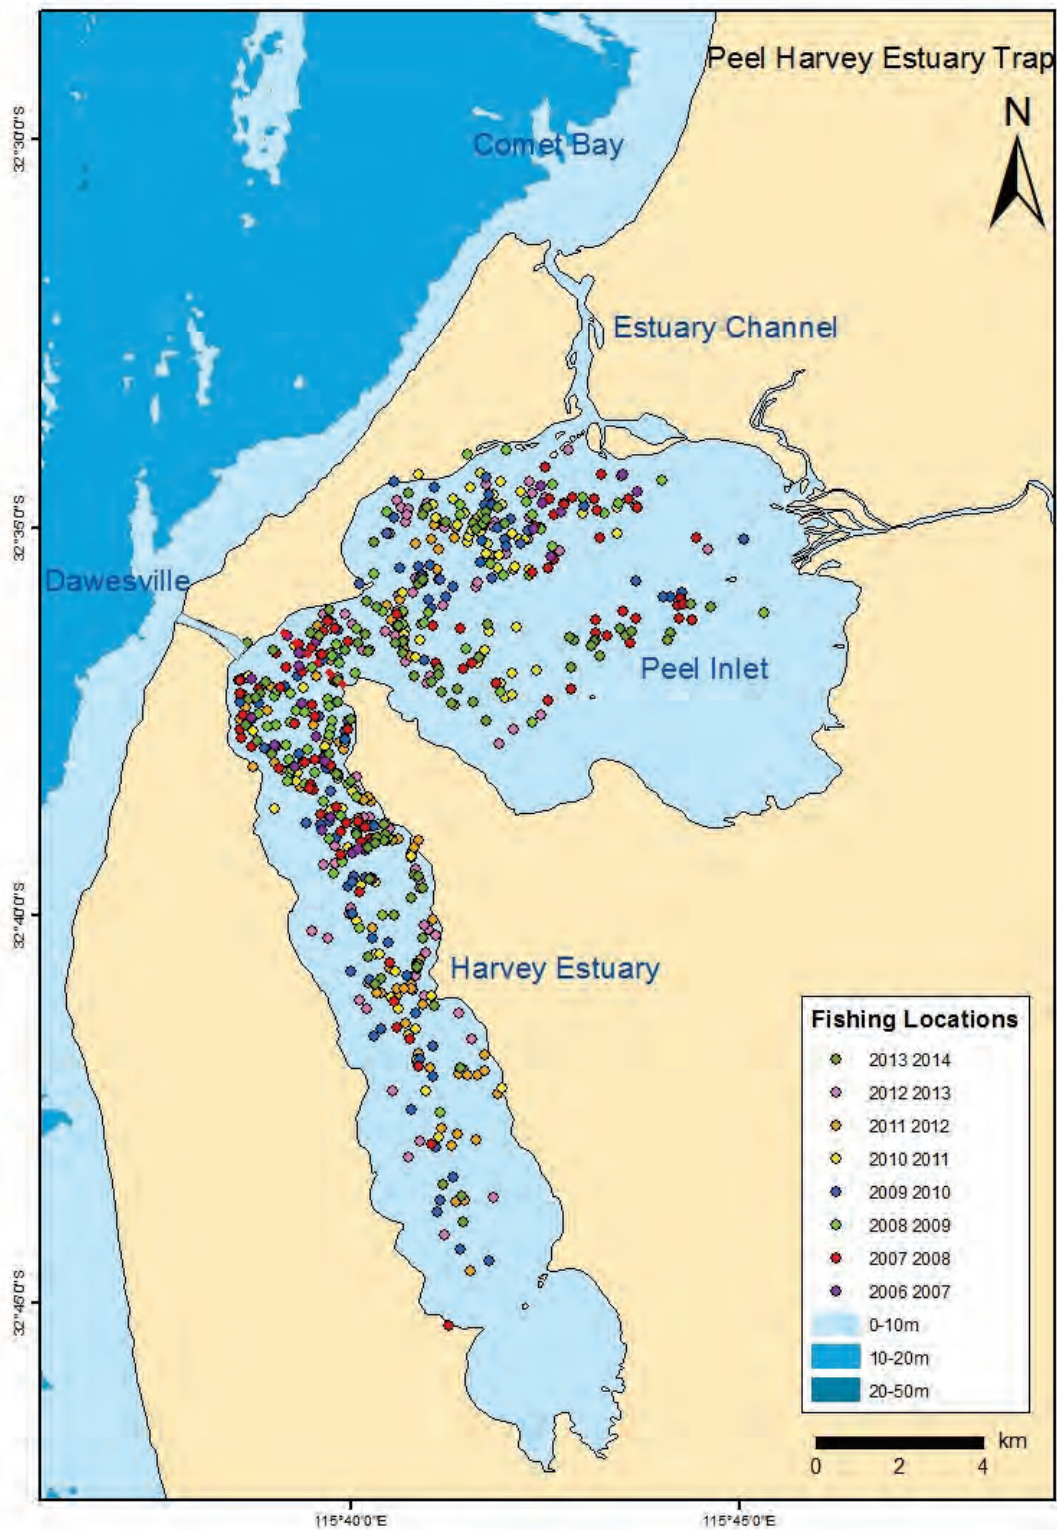 Peel Harvey Estuary Trap
N
Comet Bay
32°30'0"S
Estuary Channel
32°35'0"S
Dawesville
Peel Inlet
32°40'0"S
Harvey Estuary
Fishing Locations
2013 2014
2012 2013
2011 2012
2010 2011
2009 2010
2008 2009
2007 2008
2006 2007
0-10m
10-20m
20-50m
32°45'0"S
km
0 2 4
115°40'0"E 115°45'0"E